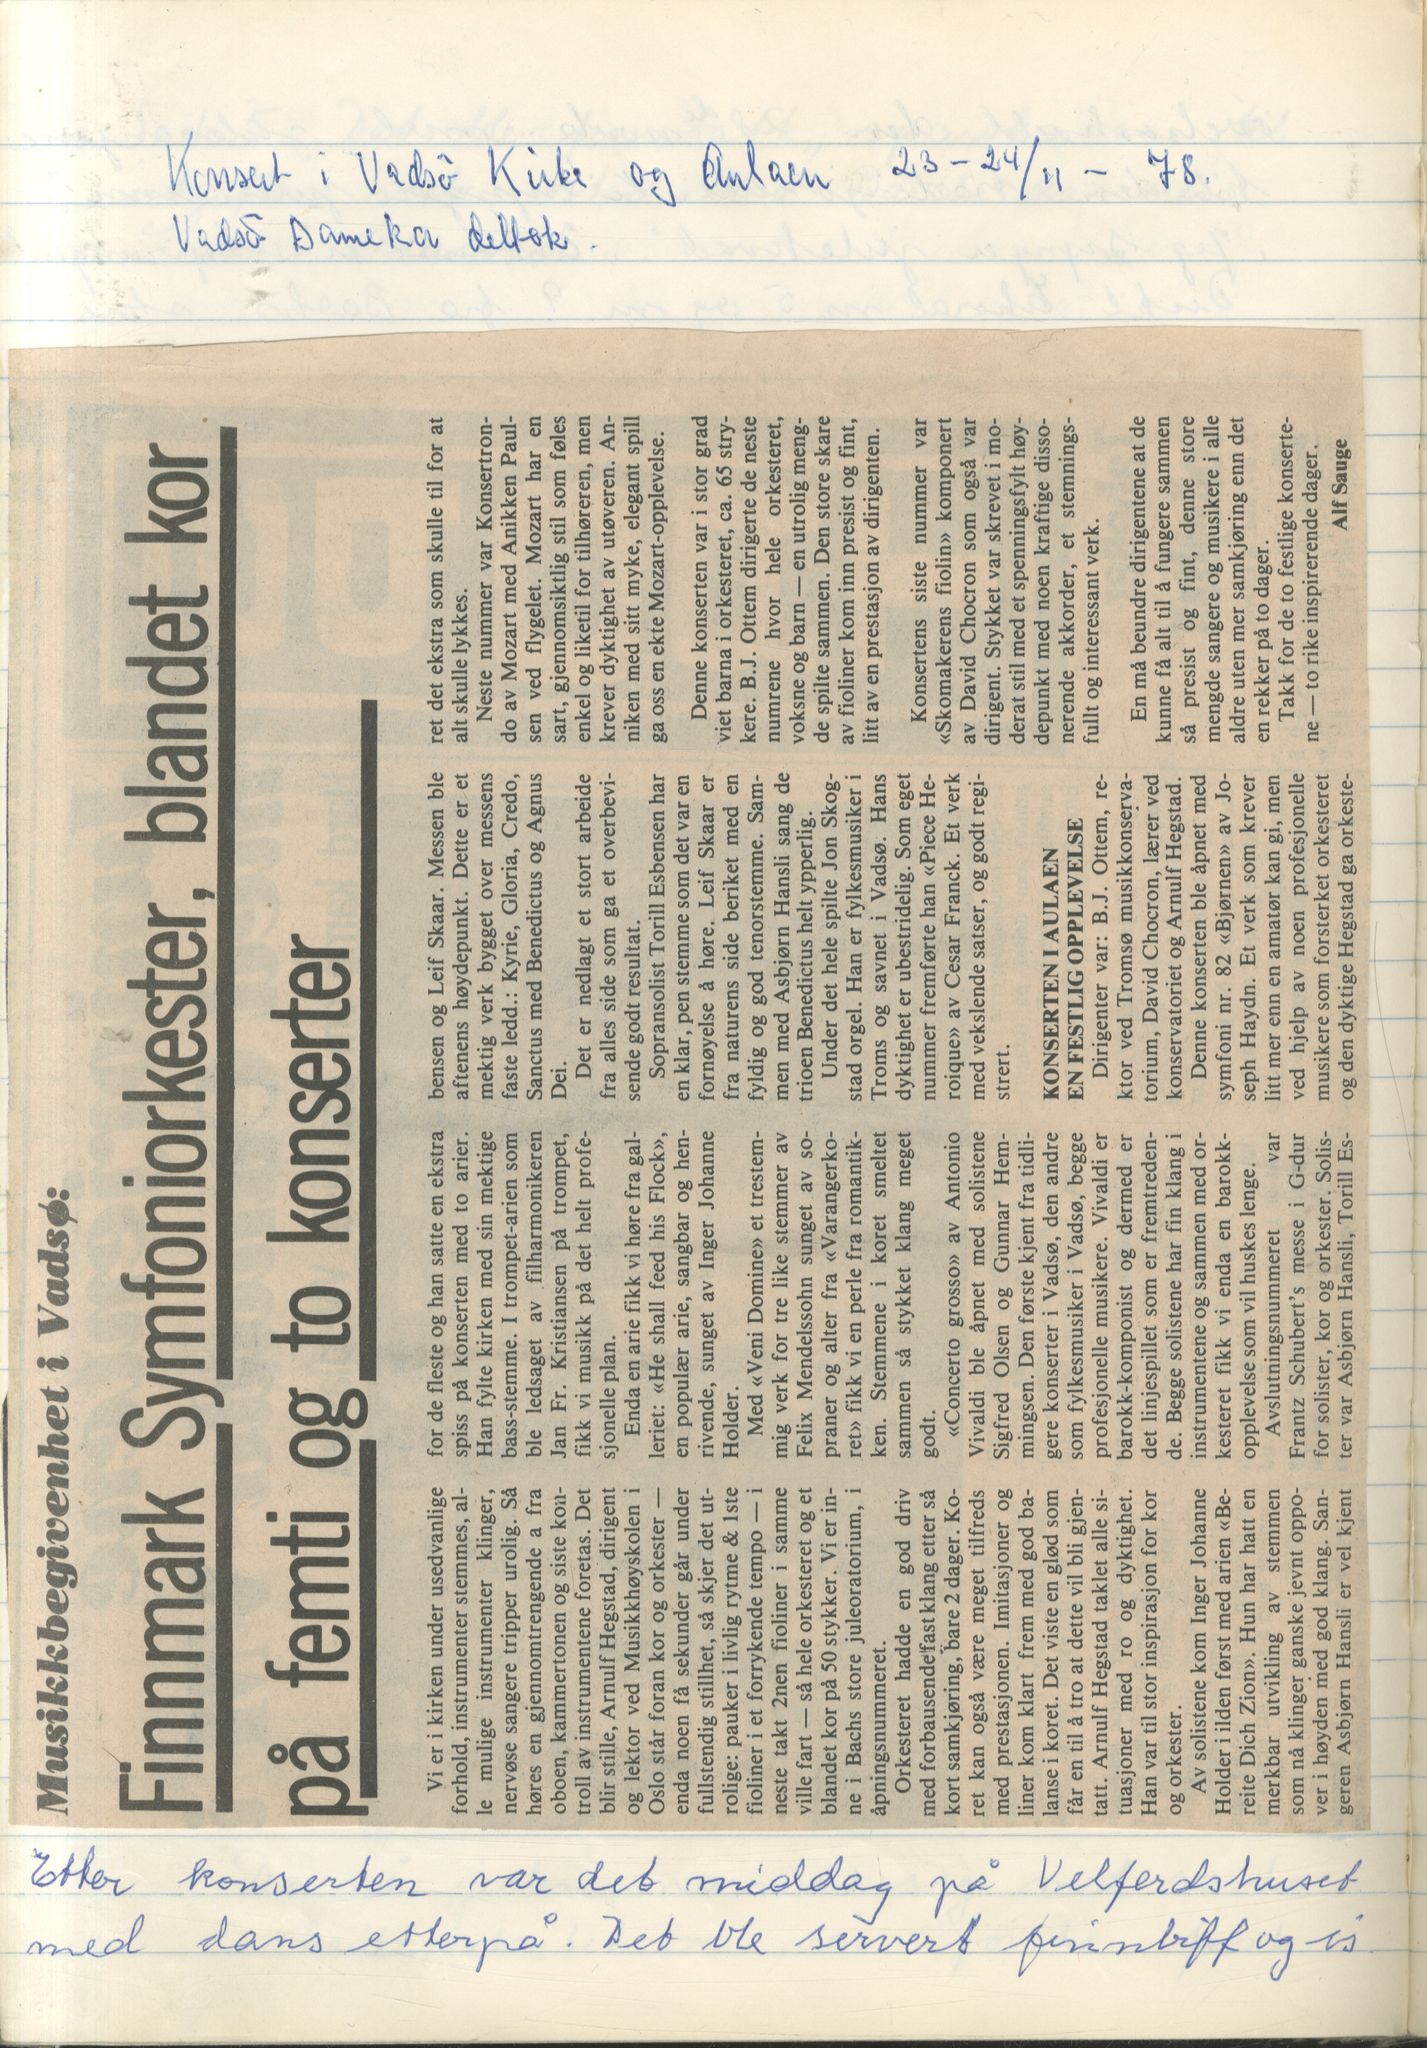 Konsert i Vadsö Kirke og Aulaen 23-24/11-78.
Vadsö Damekor deltok.
Musikkbegivenhet i Vadsø:
Finnmark Symfoniorkester, blandet kor
på femti og to konserter
Vi er i kirken under usedvanlige
forhold, instrumenter stemmes, al-
le mulige instrumenter klinger,
nervøse sangere tripper urolig. Så
høres en gjennomtrengende a fra
oboen, kammertonen og siste kon-
troll av instrumentene foretas. Det
blir stille, Arnulf Hegstad, dirigent
og lektor ved Musikkhøyskolen i
Oslo står foran kor og orkester —
enda noen få sekunder går under
fullstendig stillhet, så skjer det ut-
rolige: pauker i livlig rytme & 1ste
fioliner i et forrykende tempo — i
neste takt 2nen fioliner i samme
ville fart — så hele orkesteret og et
blandet kor på 50 stykker. Vi er in-
ne i Bachs store juleoratorium, i
åpningsnummeret.
Orkesteret hadde en god driv
med forbausende fast klang etter så
kort samkjøring, bare 2 dager. Ko-
ret kan også være meget tilfreds
med prestasjonen. Imitasjoner og
liner kom klart frem med god ba-
lanse i koret. Det viste en glød som
får en til å tro at dette vil bli gjen-
tatt. Arnulf Hegstad taklet alle si-
tuasjoner med ro og dyktighet.
Han var til stor inspirasjon for kor
og orkester.
Av solistene kom Inger Johanne
Holder i ilden først med arien «Be-
reite Dich Zion». Hun har hatt en
merkbar utvikling av stemmen
som nå klinger ganske jevnt oppo-
ver i høyden med god klang. San-
geren Asbjørn Hansli er vel kjent
for de fleste og han satte en ekstra
spiss på konserten med to arier.
Han fylte kirken med sin mektige
bass-stemme. I trompet-arien som
ble ledsaget av filharmonikeren
Jan Fr. Kristiansen på trompet,
fikk vi musikk på det helt profe-
sjonelle plan.
Enda en arie fikk vi høre fra gal-
leriet: «He shall feed his Flock»,
en populær arie, sangbar og hen-
rivende, sunget av Inger Johanne
Holder.
Med «Veni Domine» et trestem-
mig verk for tre like stemmer av
Felix Mendelssohn sunget av so-
praner og alter fra «Varangerko-
ret» fikk vi en perle fra romantik-
ken. Stemmene i koret smeltet
sammen så stykket klang meget
godt.
«Concerto grosso» av Antonio
Vivaldi ble åpnet med solistene
Sigfred Olsen og Gunnar Hem-
mingsen. Den første kjent fra tidli-
gere konserter i Vadsø, den andre
som fylkesmusiker i Vadsø, begge
profesjonelle musikere. Vivaldi er
barokk-komponist og dermed er
det linjespillet som er fremtreden-
de. Begge solistene har fin klang i
instrumentene og sammen med or-
kesteret fikk vi enda en barokk-
opplevelse som vil huskes lenge.
Avslutningsnummeret var
Frantz Schubert's messe i G-dur
for solister, kor og orkester. Solis-
ter var Asbjørn Hansli, Torill Es-
bensen og Leif Skaar. Messen ble
aftenens høydepunkt. Dette er et
mektig verk bygget over messens
faste ledd.: Kyrie, Gloria, Credo,
Sanctus med Benedictus og Agnus
Dei.
Det er nedlagt et stort arbeide
fra alles side som ga et overbevi-
sende godt resultat.
Sopransolist Torill Esbensen har
en klar, pen stemme som det var en
fornøyelse å høre. Leif Skaar er
fra naturens side beriket med en
fyldig og god tenorstemme. Sam-
men med Asbjørn Hansli sang de
trioen Benedictus helt ypperlig.
Under det hele spilte Jon Skog-
stad orgel. Han er fylkesmusiker i
Troms og savnet i Vadsø. Hans
dyktighet er ubestridelig. Som eget
nummer fremførte han «Piece He-
roique» av Cesar Franck. Et verk
med vekslende satser, og godt regi-
strert.
KONSERTEN I AULAEN
EN FESTLIG OPPLEVELSE
Dirigenter var: B.J. Ottem, re-
ktor ved Tromsø musikkonserva-
torium, David Chocron, lærer ved
konservatoriet og Arnulf Hegstad.
Denne konserten ble åpnet med
symfoni nr. 82 «Bjørnen» av Jo-
seph Haydn. Et verk som krever
litt mer enn en amatør kan gi, men
ved hjelp av noen profesjonelle
musikere som forsterket orkesteret
og den dyktige Hegstad ga orkeste-
ret det ekstra som skulle til for at
alt skulle lykkes.
Neste nummer var Konsertron-
do av Mozart med Anikken Paul-
sen ved flygelet. Mozart har en
sart, gjennomsiktlig stil som føles
enkel og liketil for tilhøreren, men
krever dyktighet av utøveren. An-
niken med sitt myke, elegant spill
ga oss en ekte Mozart-opplevelse.
Denne konserten var i stor grad
viet barna i orkesteret, ca. 65 stry-
kere. B.J. Ottem dirigerte de neste
numrene hvor hele orkesteret,
voksne og barn — en utrolig meng-
de spilte sammen. Den store skare
av fioliner kom inn presist og fint,
litt av en prestasjon av dirigenten.
Konsertens siste nummer var
«Skomakerens fiolin» komponert
av David Chocron som også var
dirigent. Stykket var skrevet i mo-
derat stil med et spenningsfylt høy-
depunkt med noen kraftige disso-
nerende akkorder, et stemnings-
fullt og interessant verk.
En må beundre dirigentene at de
kunne få alt til å fungere sammen
så presist og fint, denne store
mengde sangere og musikere i alle
aldre uten mer samkjøring enn det
en rekker på to dager.
Takk for de to festlige konserte-
ne — to rike inspirerende dager.
Alf Sauge
Etter konserten var det middag på Velferdshuset
med dans etterpå. Det ble servert finnbiff og is